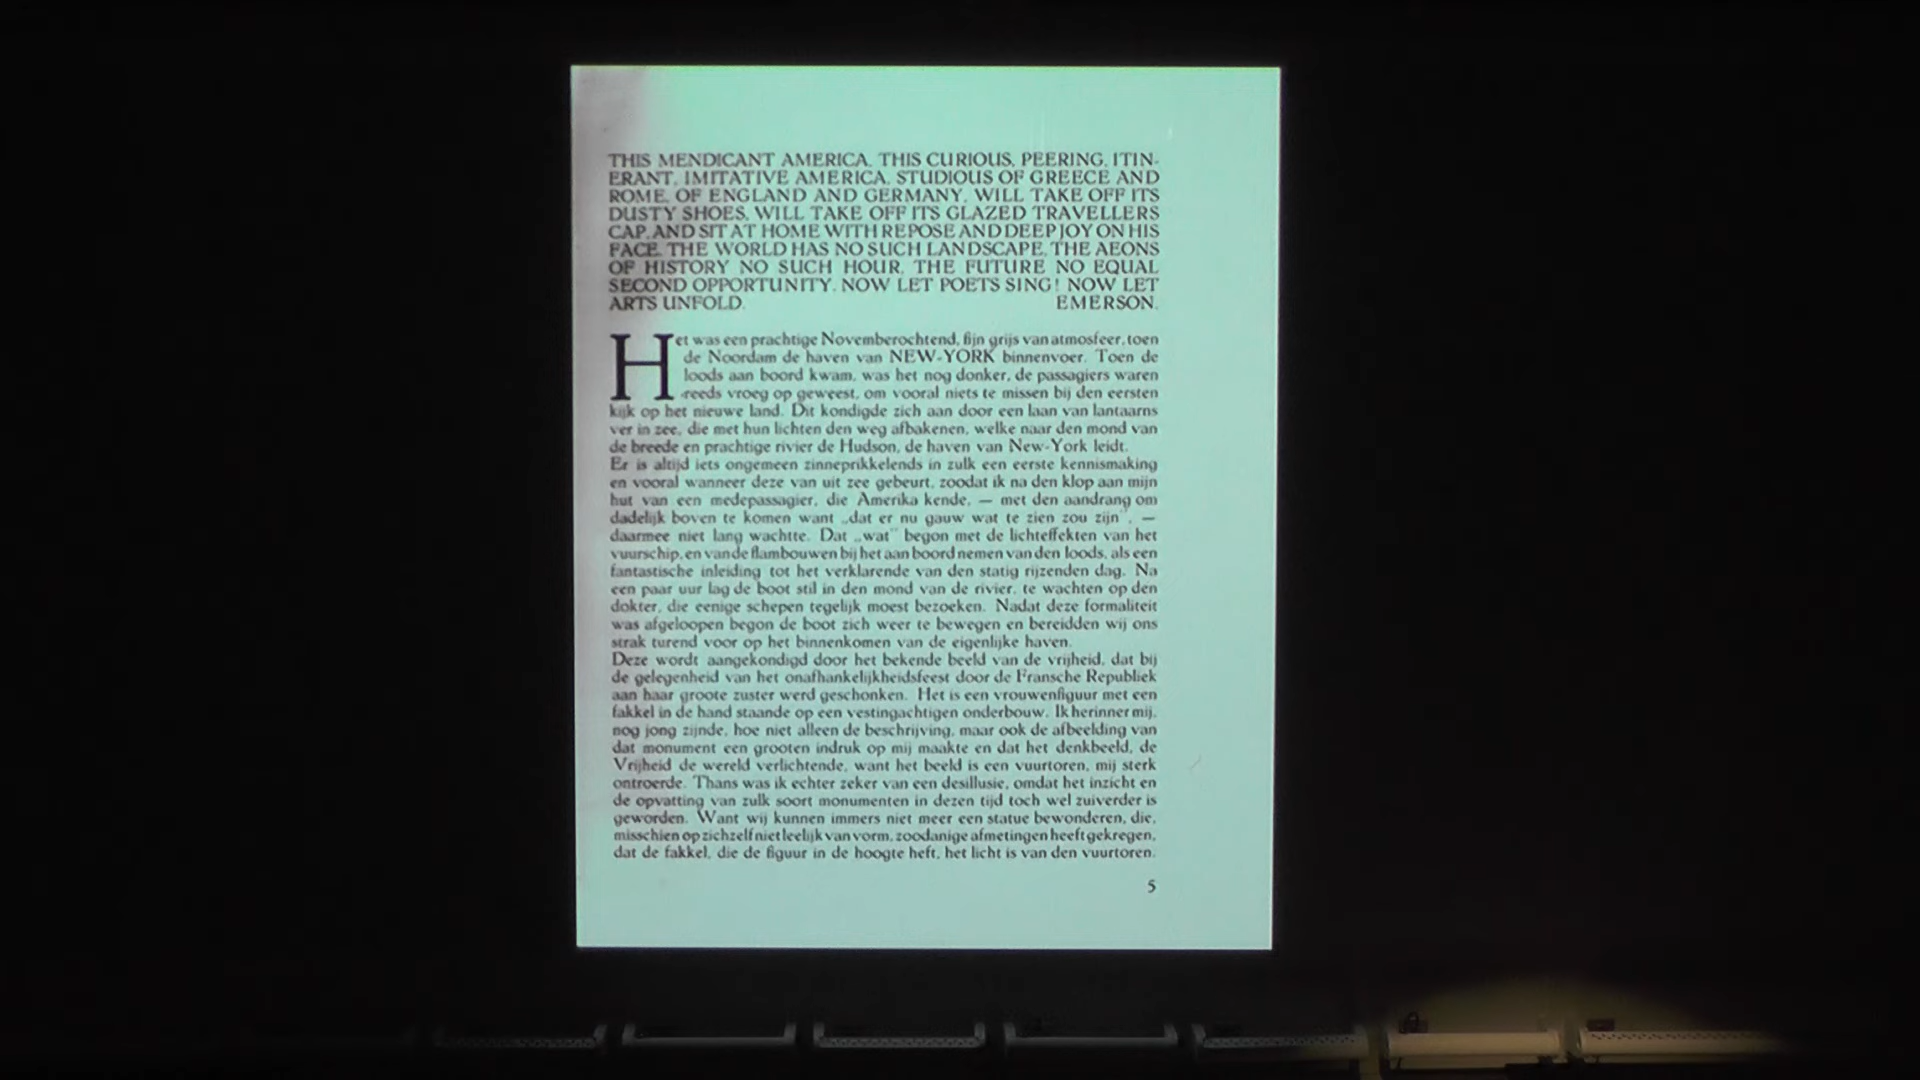 THIS MENDICANT AMERICA, THIS CURIOUS, PEERING, ITIN-
ERANT, IMITATIVE AMERICA, STUDIOUS OF GREECE AND
ROME, OF ENGLAND AND GERMANY, WILL TAKE OFF ITS
DUSTY SHOES, WILL TAKE OFF ITS GLAZED TRAVELLERS
CAP, AND SIT AT HOME WITH REPOSE AND DEEP JOY ON HIS
FACE. THE WORLD HAS NO SUCH LANDSCAPE, THE AEONS
OF HISTORY NO SUCH HOUR, THE FUTURE NO EQUAL
SECOND OPPORTUNITY. NOW LET POETS SING! NOW LET
ARTS UNFOLD. EMERSON.
Het was een prachtige Novemberochtend, fijn grijs van atmosfeer, toen
de Noordam de haven van NEW-YORK binnenvoer. Toen de
loods aan boord kwam, was het nog donker, de passagiers waren
reeds vroeg op geweest, om vooral niets te missen bij den eersten
kijk op het nieuwe land. Dit kondigde zich aan door een laan van lantaarns
ver in zee, die met hun lichten den weg afbakenen, welke naar den mond van
de breede en prachtige rivier de Hudson, de haven van New-York leidt.
Er is altijd iets ongemeen zinneprikkelends in zulk een eerste kennismaking
en vooral wanneer deze van uit zee gebeurt, zoodat ik na den klop aan mijn
hut van een medepassagier, die Amerika kende, — met den aandrang om
dadelijk boven te komen want „dat er nu gauw wat te zien zou zijn”, —
daarmee niet lang wachtte. Dat „wat” begon met de lichteffekten van het
vuurschip, en van de flambouwen bij het aan boord nemen van den loods, als een
fantastische inleiding tot het verklarende van den statig rijzenden dag. Na
een paar uur lag de boot stil in den mond van de rivier, te wachten op den
dokter, die eenige schepen tegelijk moest bezoeken. Nadat deze formaliteit
was afgeloopen begon de boot zich weer te bewegen en bereidden wij ons
strak turend voor op het binnenkomen van de eigenlijke haven.
Deze wordt aangekondigd door het bekende beeld van de vrijheid, dat bij
de gelegenheid van het onafhankelijkheidsfeest door de Fransche Republiek
aan haar groote zuster werd geschonken. Het is een vrouwenfiguur met een
fakkel in de hand staande op een vestingachtigen onderbouw. Ik herinner mij,
nog jong zijnde, hoe niet alleen de beschrijving, maar ook de afbeelding van
dat monument een grooten indruk op mij maakte en dat het denkbeeld, de
Vrijheid de wereld verlichtende, want het beeld is een vuurtoren, mij sterk
ontroerde. Thans was ik echter zeker van een desillusie, omdat het inzicht en
de opvatting van zulk soort monumenten in dezen tijd toch wel zuiverder is
geworden. Want wij kunnen immers niet meer een statue bewonderen, die,
misschien op zichzelf niet leelijk van vorm, zoodanige afmetingen heeft gekregen,
dat de fakkel, die de figuur in de hoogte heft, het licht is van den vuurtoren.
5